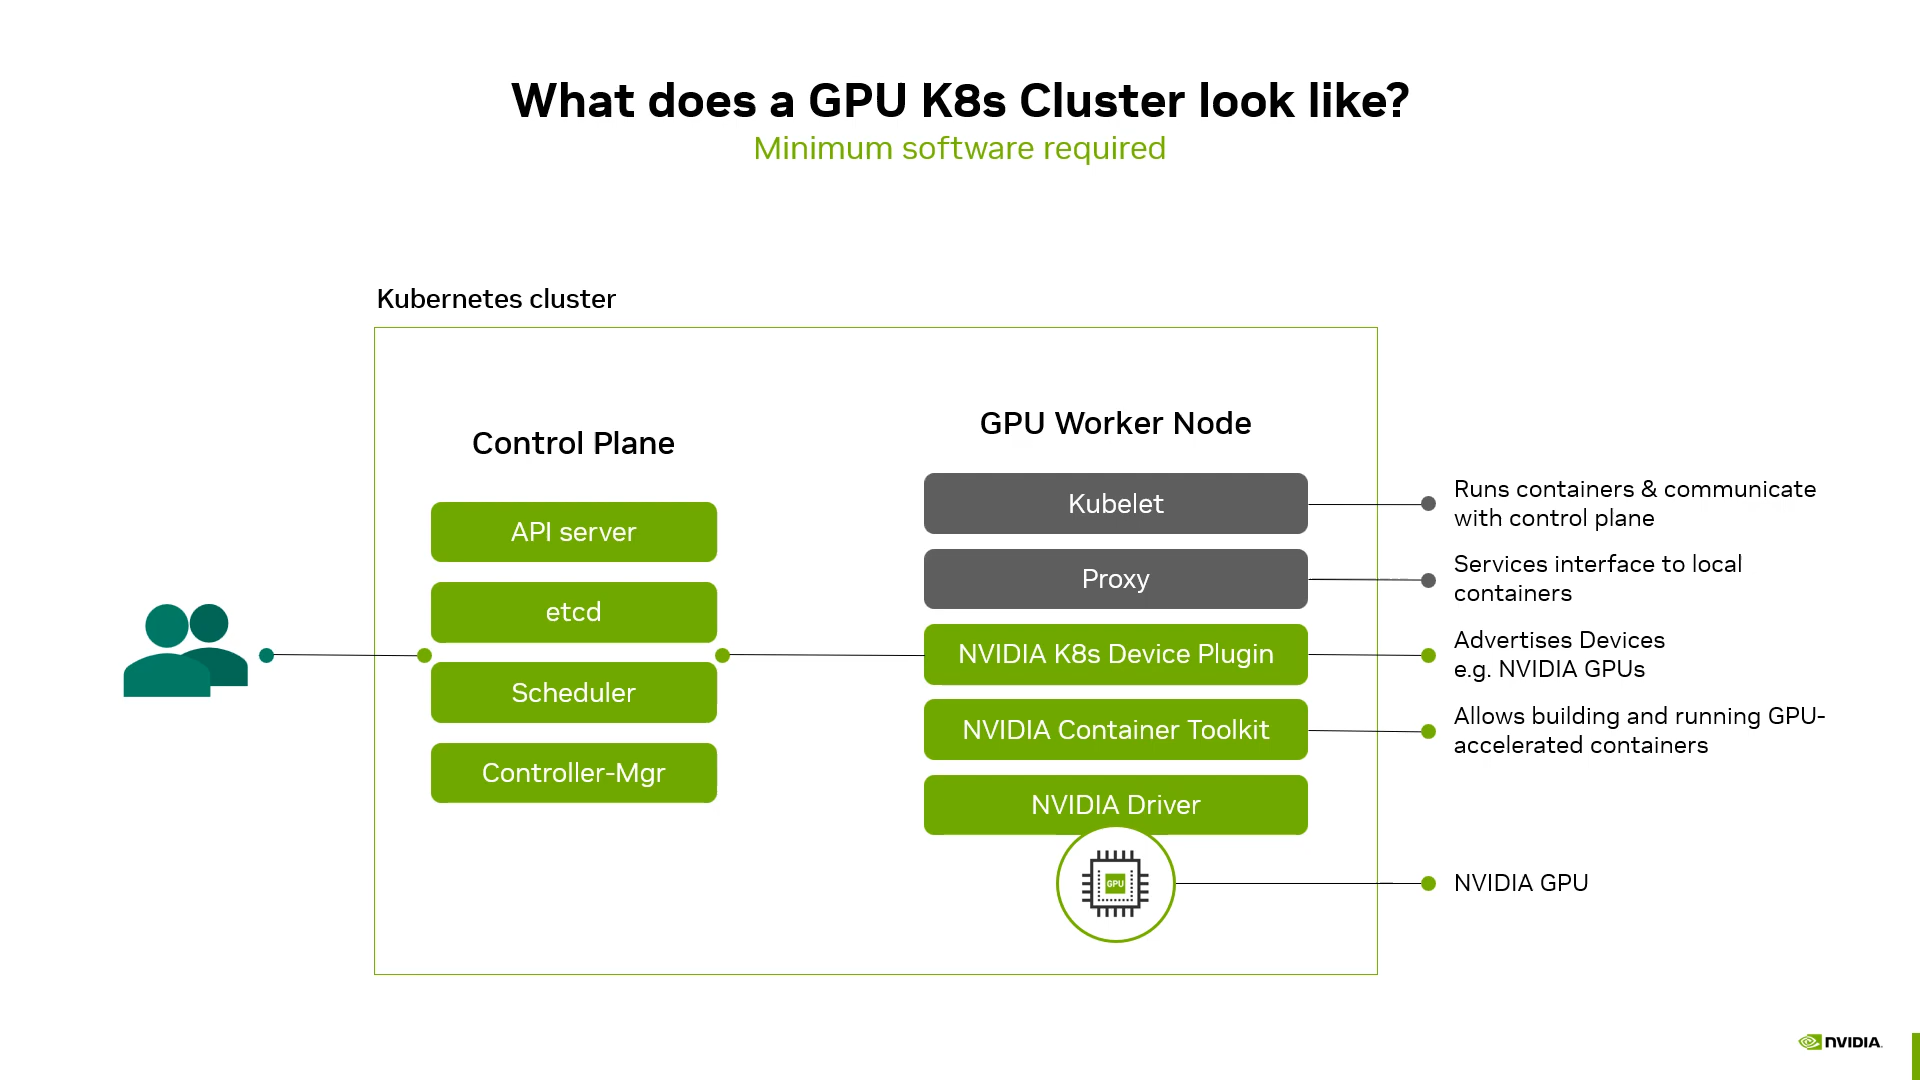 What does a GPU K8s Cluster look like?
Minimum software required
Kubernetes cluster
Control Plane
API server
etcd
Scheduler
Controller-Mgr
GPU Worker Node
Kubelet
Proxy
NVIDIA K8s Device Plugin
NVIDIA Container Toolkit
NVIDIA Driver
GPU
Runs containers & communicate
with control plane
Services interface to local
containers
Advertises Devices
e.g. NVIDIA GPUs
Allows building and running GPU-
accelerated containers
NVIDIA GPU
NVIDIA.